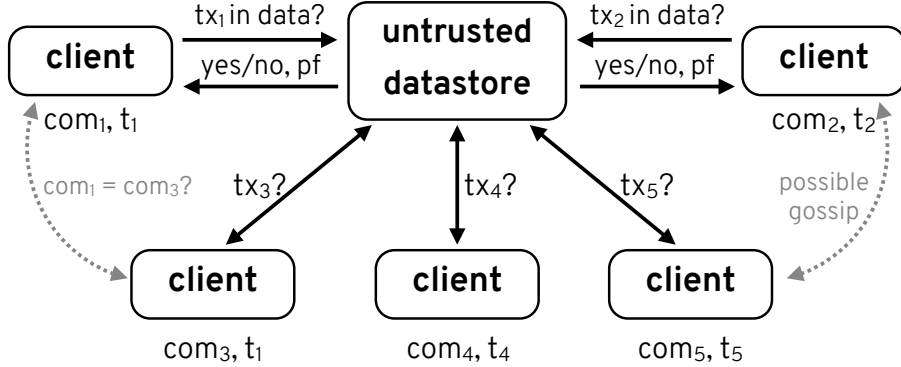 tx₁ in data?
tx₂ in data?
client
untrusted
datastore
client
yes/no, pf
yes/no, pf
com₁, t₁
com₂, t₂
com₁ = com₃?
tx₃?
tx₄?
tx₅?
possible
gossip
client
client
client
com₃, t₁
com₄, t₄
com₅, t₅